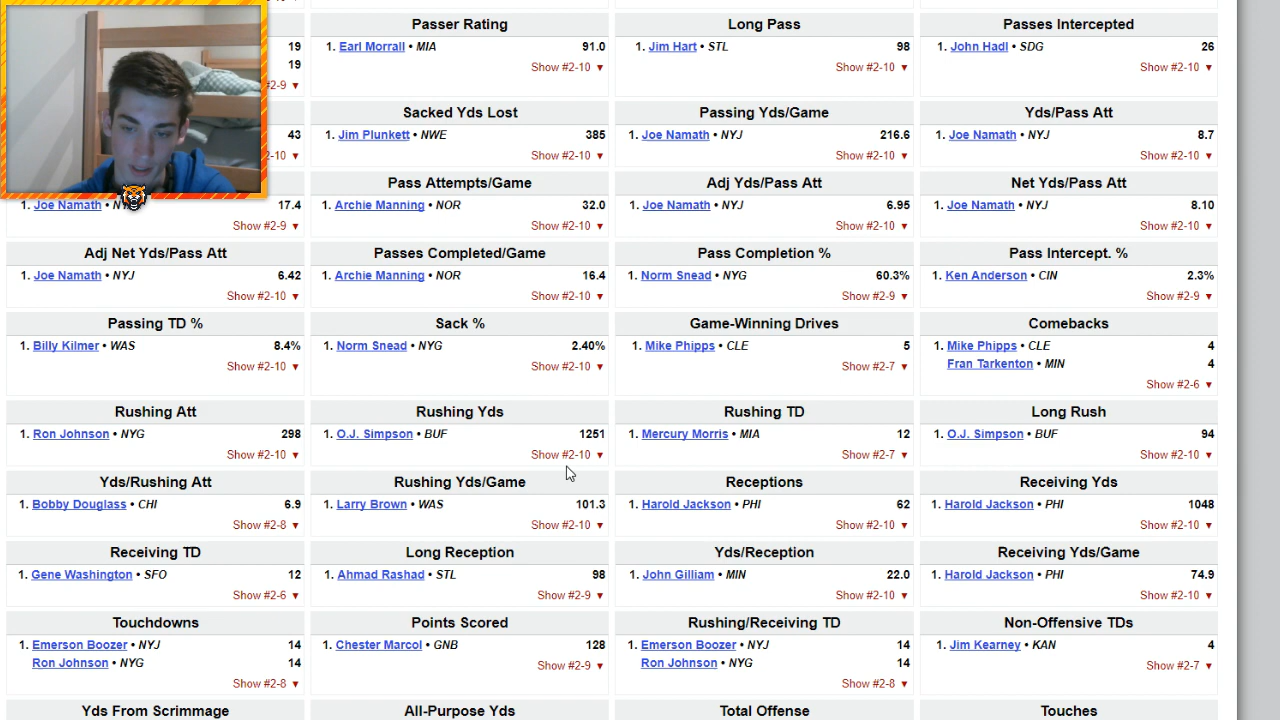 Passer Rating
Long Pass
Passes Intercepted
19
1. Earl Morrall • MIA 91.0
1. Jim Hart • STL 98
1. John Hadl • SDG 26
19
Show #2-10 ▼
Show #2-10 ▼
Show #2-10 ▼
#2-9 ▼
Sacked Yds Lost
Passing Yds/Game
Yds/Pass Att
43
1. Jim Plunkett • NWE 385
1. Joe Namath • NYJ 216.6
1. Joe Namath • NYJ 8.7
2-10 ▼
Show #2-10 ▼
Show #2-10 ▼
Show #2-10 ▼
Pass Attempts/Game
Adj Yds/Pass Att
Net Yds/Pass Att
1. Joe Namath • 17.4
1. Archie Manning • NOR 32.0
1. Joe Namath • NYJ 6.95
1. Joe Namath • NYJ 8.10
Show #2-9 ▼
Show #2-10 ▼
Show #2-10 ▼
Show #2-10 ▼
Adj Net Yds/Pass Att
Passes Completed/Game
Pass Completion %
Pass Intercept. %
1. Joe Namath • NYJ 6.42
1. Archie Manning • NOR 16.4
1. Norm Snead • NYG 60.3%
1. Ken Anderson • CIN 2.3%
Show #2-10 ▼
Show #2-10 ▼
Show #2-9 ▼
Show #2-9 ▼
Passing TD %
Sack %
Game-Winning Drives
Comebacks
1. Billy Kilmer • WAS 8.4%
1. Norm Snead • NYG 2.40%
1. Mike Phipps • CLE 5
1. Mike Phipps • CLE 4
Fran Tarkenton • MIN 4
Show #2-10 ▼
Show #2-10 ▼
Show #2-7 ▼
Show #2-6 ▼
Rushing Att
Rushing Yds
Rushing TD
Long Rush
1. Ron Johnson • NYG 298
1. O.J. Simpson • BUF 1251
1. Mercury Morris • MIA 12
1. O.J. Simpson • BUF 94
Show #2-10 ▼
Show #2-10 ▼
Show #2-7 ▼
Show #2-10 ▼
Yds/Rushing Att
Rushing Yds/Game
Receptions
Receiving Yds
1. Bobby Douglass • CHI 6.9
1. Larry Brown • WAS 101.3
1. Harold Jackson • PHI 62
1. Harold Jackson • PHI 1048
Show #2-8 ▼
Show #2-10 ▼
Show #2-10 ▼
Show #2-10 ▼
Receiving TD
Long Reception
Yds/Reception
Receiving Yds/Game
1. Gene Washington • SFO 12
1. Ahmad Rashad • STL 98
1. John Gilliam • MIN 22.0
1. Harold Jackson • PHI 74.9
Show #2-6 ▼
Show #2-9 ▼
Show #2-10 ▼
Show #2-10 ▼
Touchdowns
Points Scored
Rushing/Receiving TD
Non-Offensive TDs
1. Emerson Boozer • NYJ 14
Ron Johnson • NYG 14
1. Chester Marcol • GNB 128
1. Emerson Boozer • NYJ 14
Ron Johnson • NYG 14
1. Jim Kearney • KAN 4
Show #2-8 ▼
Show #2-9 ▼
Show #2-8 ▼
Show #2-7 ▼
Yds From Scrimmage
All-Purpose Yds
Total Offense
Touches